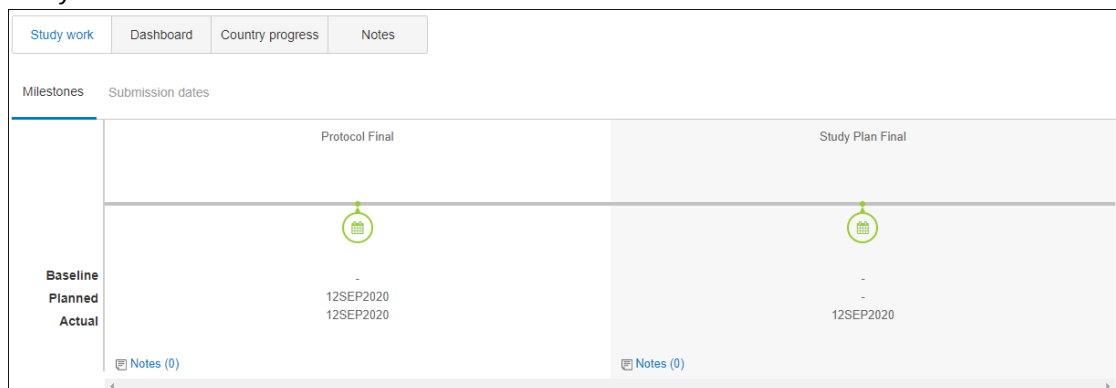 Study work Dashboard Country progress Notes
Milestones Submission dates
Protocol Final Study Plan Final
Baseline - -
Planned 12SEP2020 -
Actual 12SEP2020 12SEP2020
Notes (0) Notes (0)